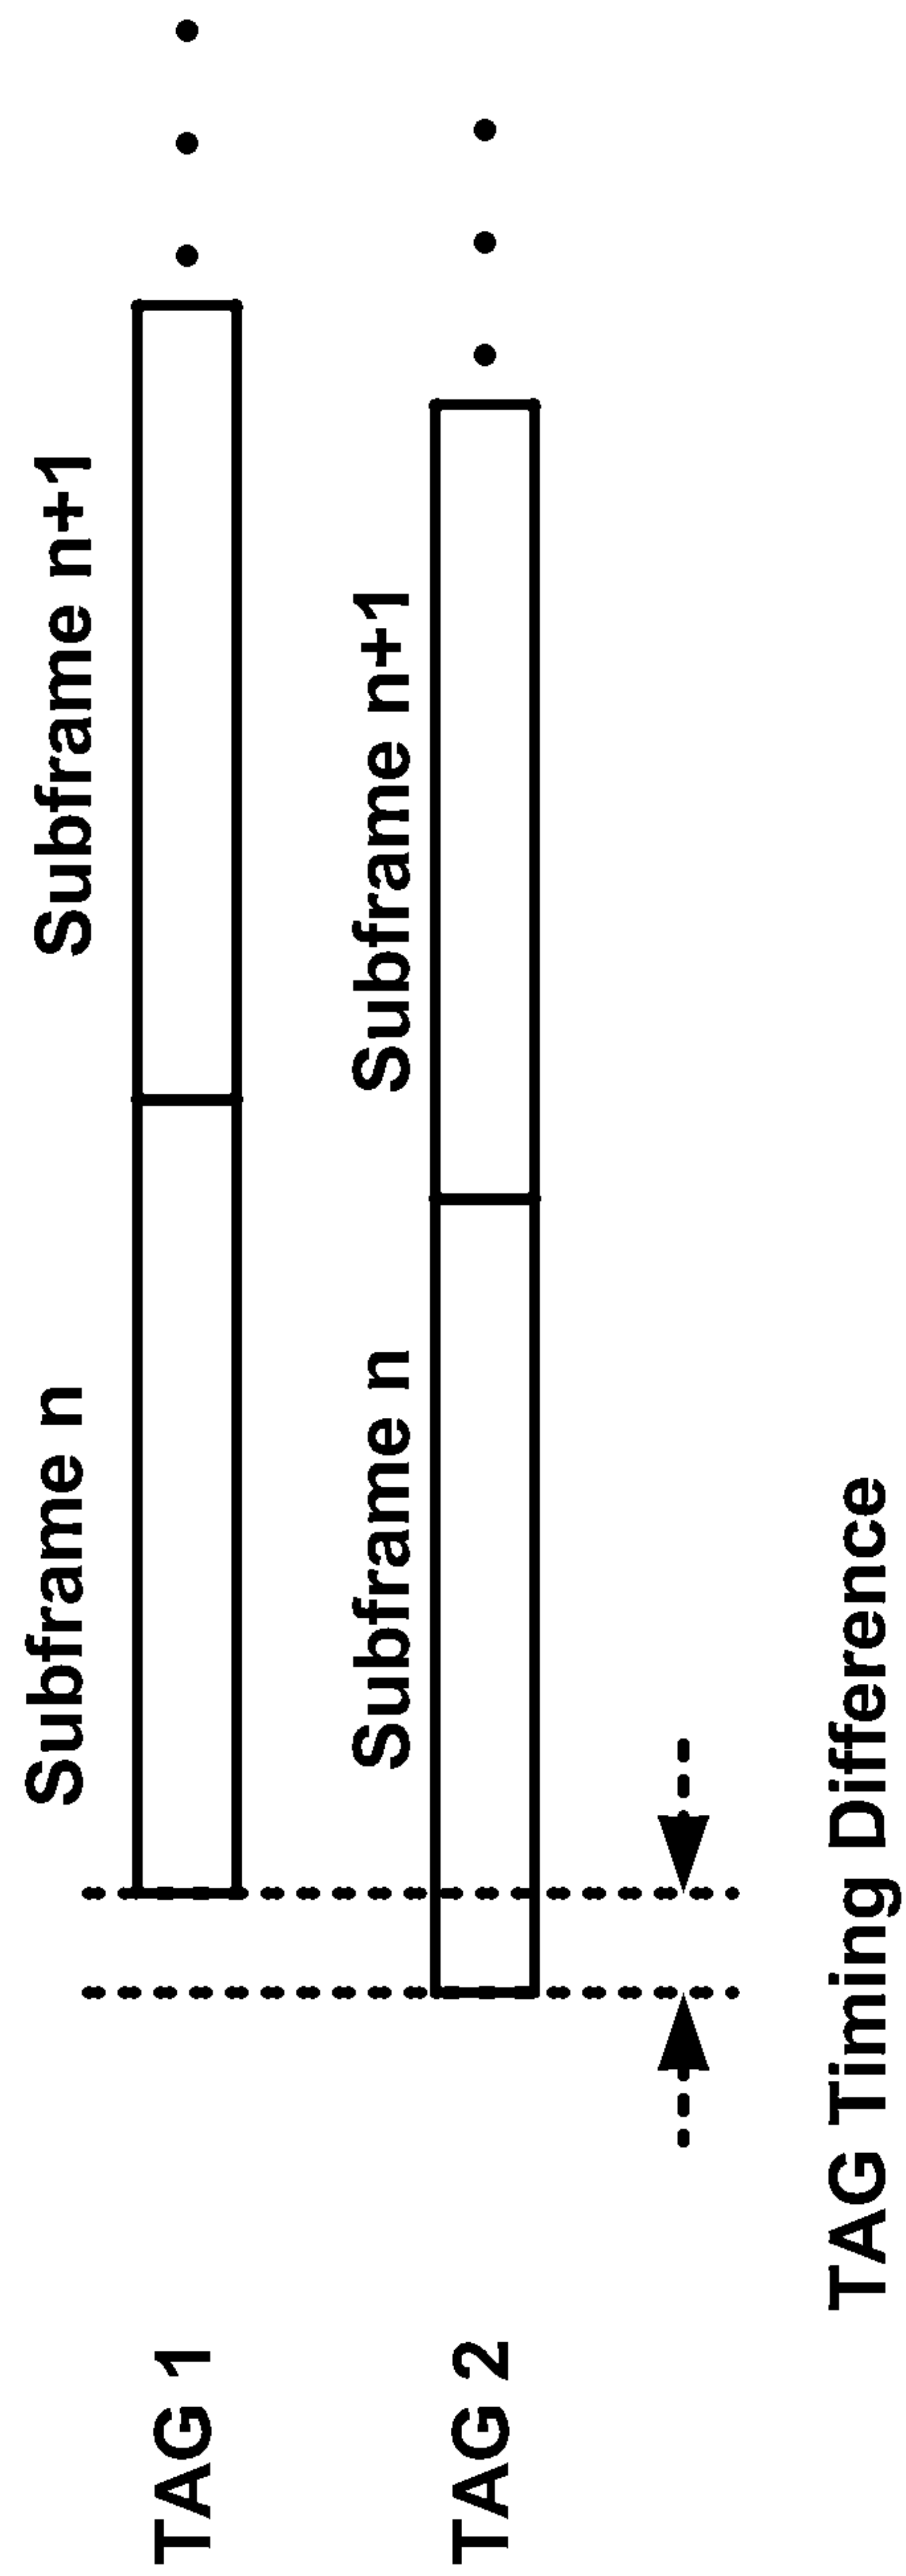 Subframe n
Subframe n+1
TAG 1
Subframe n
Subframe n+1
TAG 2
TAG Timing Difference